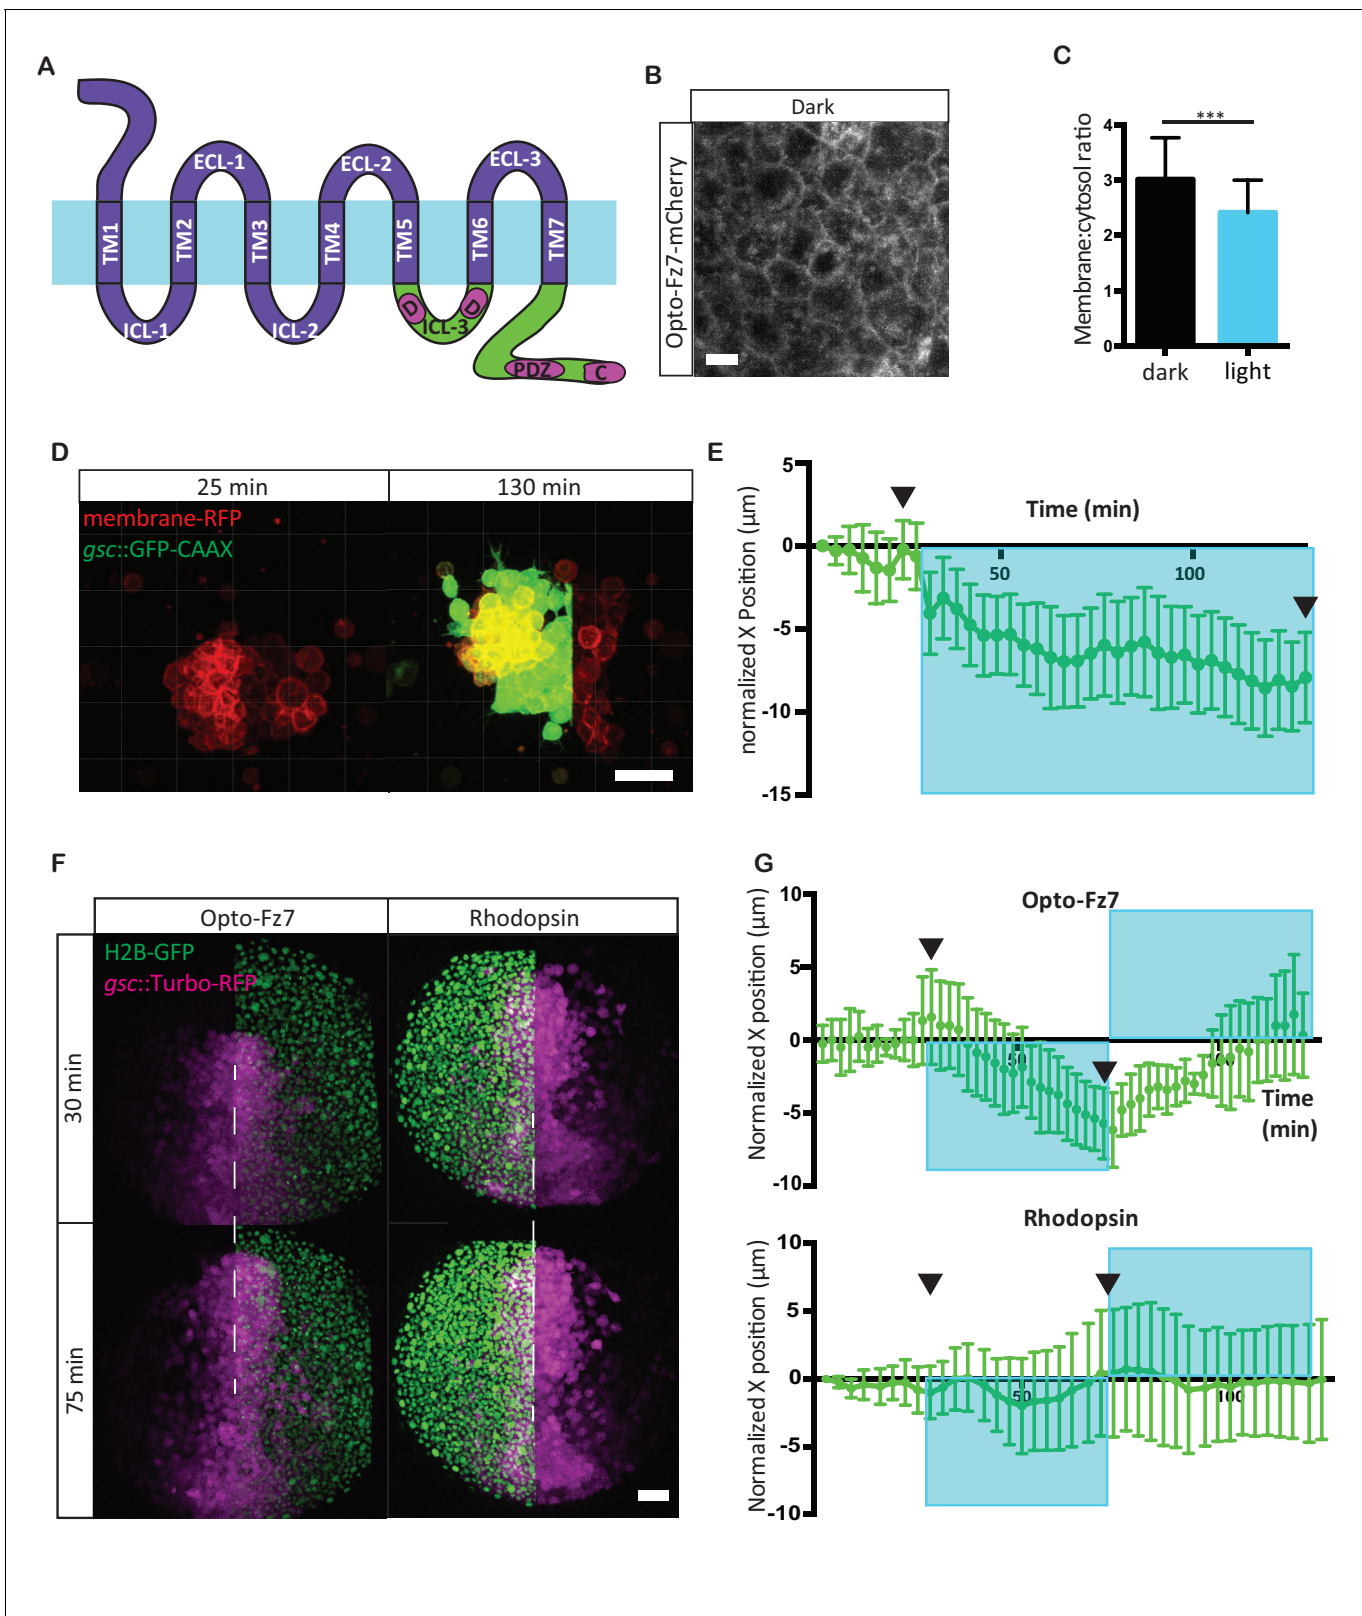 A
ECL-1
ECL-2
ECL-3
TM1
TM2
TM3
TM4
TM5
TM6
TM7
D
D
ICL-1
ICL-2
ICL-3
PDZ
C
B
Dark
Opto-Fz7-mCherry
C
***
Membrane:cytosol ratio
4
3
2
1
0
dark
light
D
25 min
130 min
membrane-RFP
gsc::GFP-CAAX
E
normalized X Position (µm)
5
0
-5
-10
-15
Time (min)
50
100
F
Opto-Fz7
Rhodopsin
H2B-GFP
gsc::Turbo-RFP
30 min
75 min
G
Opto-Fz7
Normalized X position (µm)
10
5
0
-5
-10
50
100
Time
(min)
Rhodopsin
Normalized X position (µm)
10
5
0
-5
-10
50
100